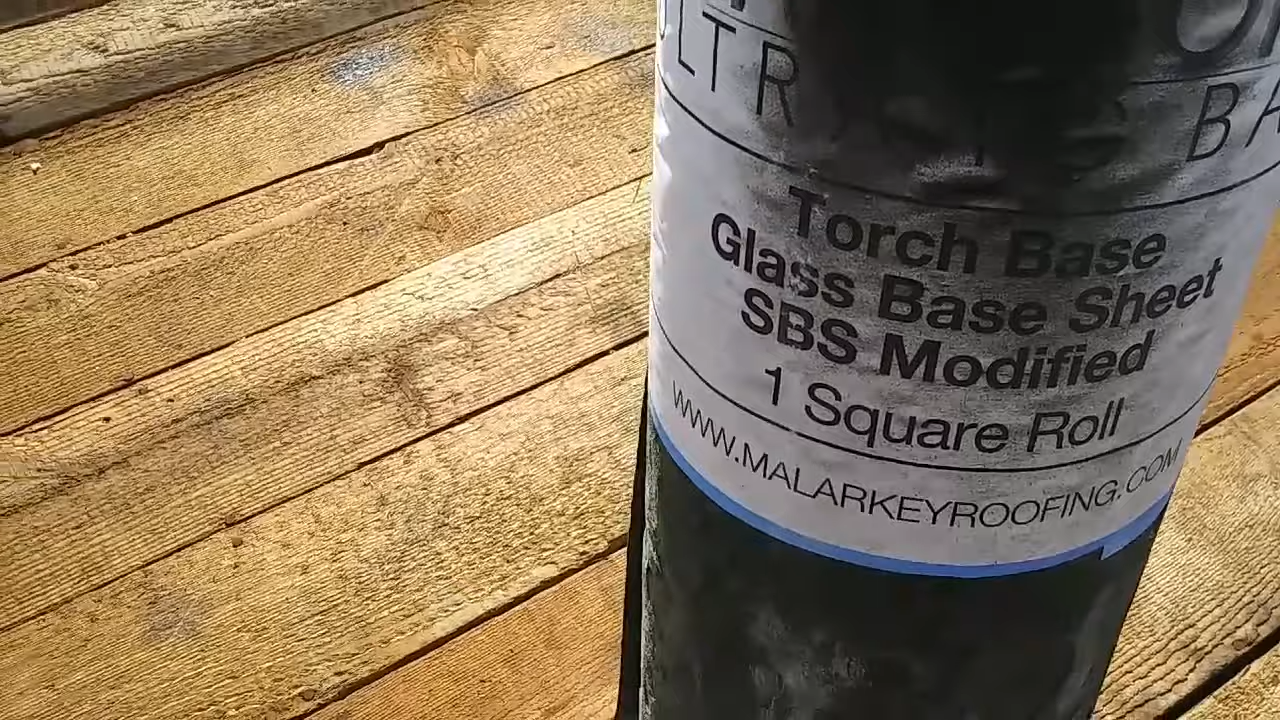 Torch Base
Glass Base Sheet
SBS Modified
1 Square Roll
WWW.MALARKEYROOFING.COM